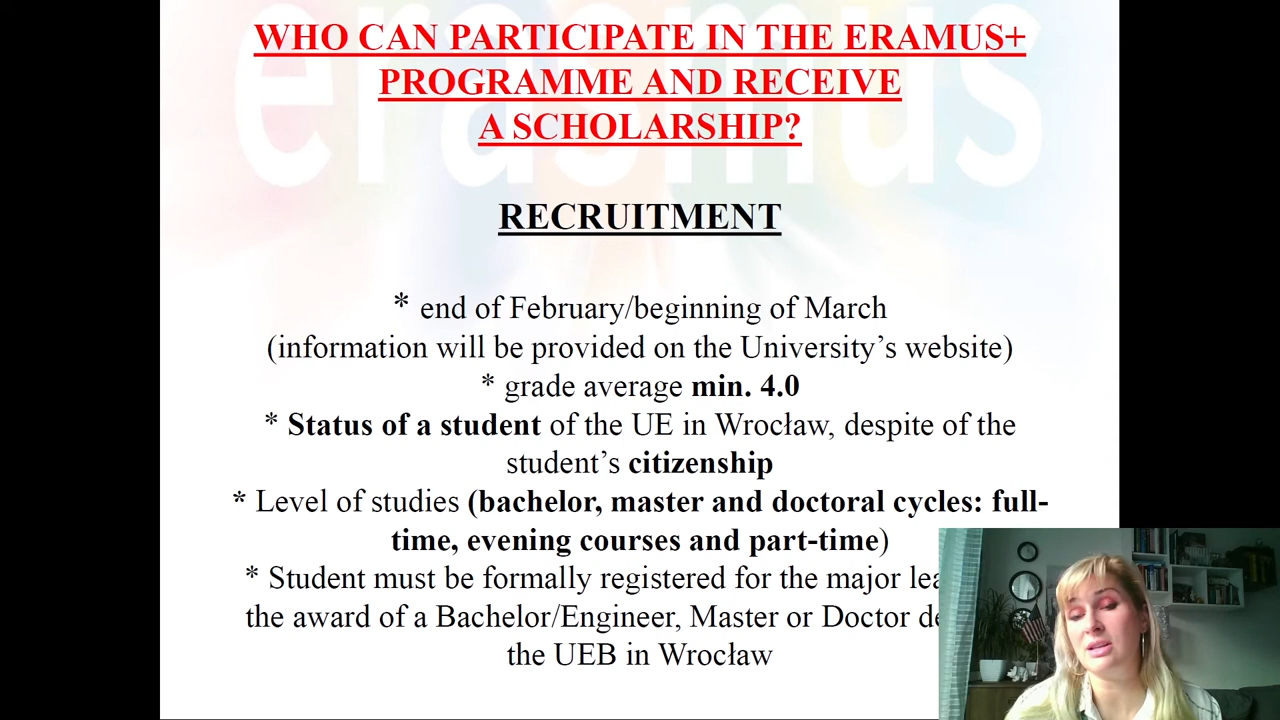 erasmus
WHO CAN PARTICIPATE IN THE ERAMUS+
PROGRAMME AND RECEIVE
A SCHOLARSHIP?
RECRUITMENT
* end of February/beginning of March
(information will be provided on the University’s website)
* grade average min. 4.0
* Status of a student of the UE in Wrocław, despite of the
student’s citizenship
* Level of studies (bachelor, master and doctoral cycles: full-
time, evening courses and part-time)
* Student must be formally registered for the major
the award of a Bachelor/Engineer, Master or Doctor
the UEB in Wrocław